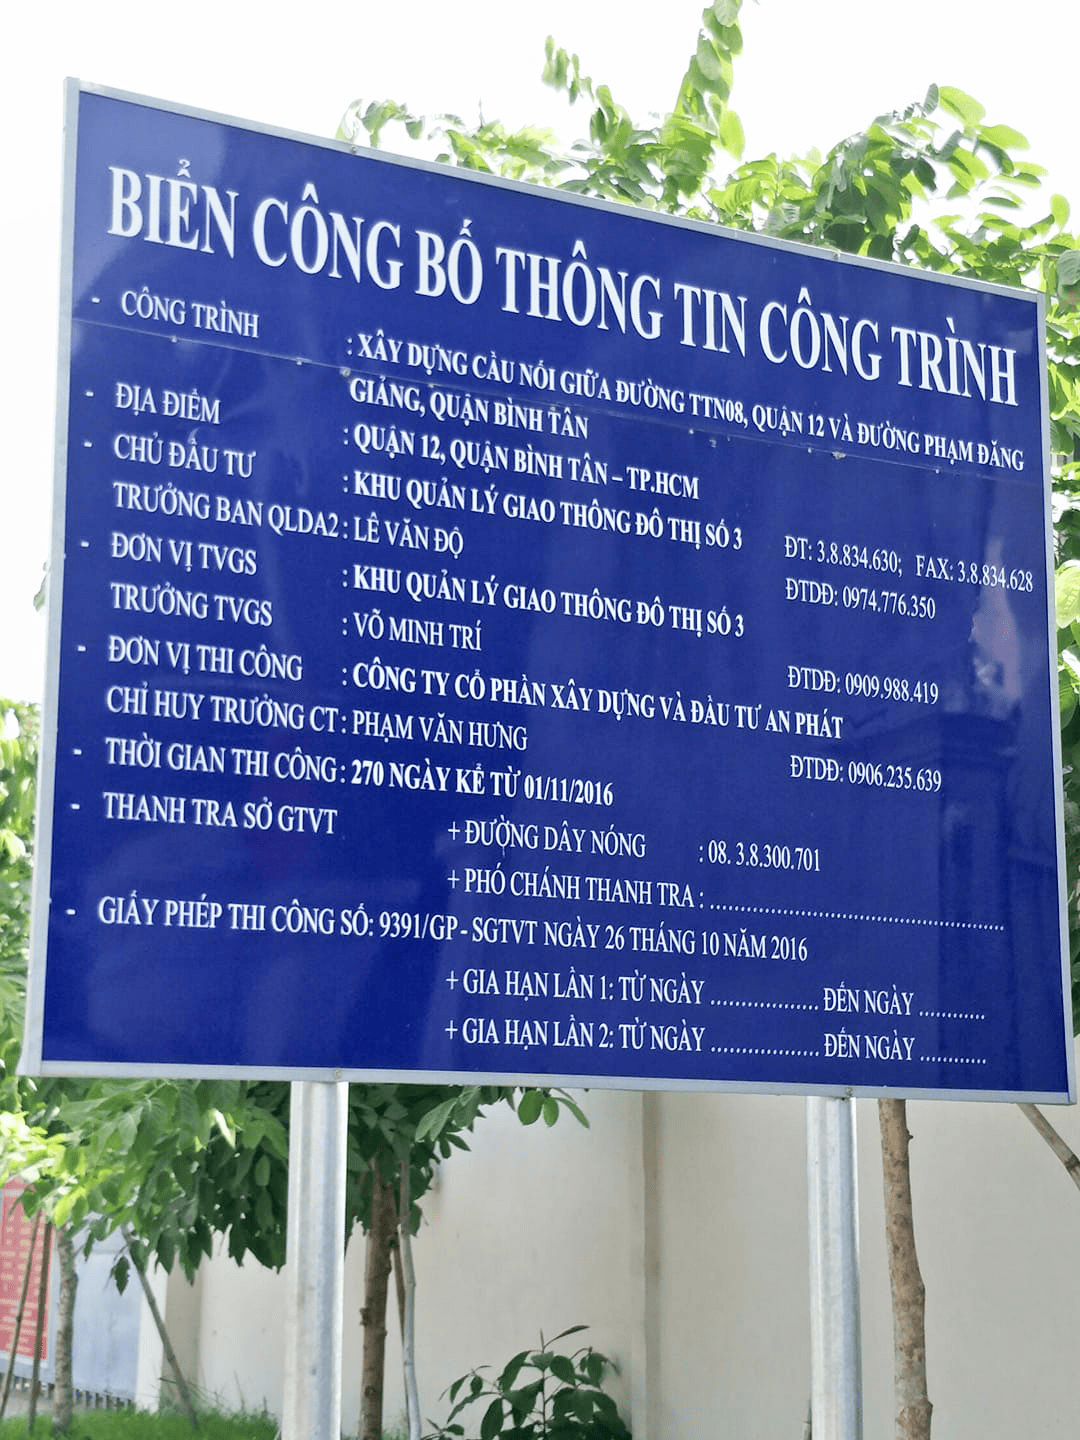 BIỂN CÔNG BỐ THÔNG TIN CÔNG TRÌNH
- CÔNG TRÌNH : XÂY DỰNG CẦU NỐI GIỮA ĐƯỜNG TTN08, QUẬN 12 VÀ ĐƯỜNG PHẠM ĐĂNG
GIẢNG, QUẬN BÌNH TÂN
- ĐỊA ĐIỂM : QUẬN 12, QUẬN BÌNH TÂN – TP.HCM
- CHỦ ĐẦU TƯ : KHU QUẢN LÝ GIAO THÔNG ĐÔ THỊ SỐ 3 ĐT: 3.8.834.630; FAX: 3.8.834.628
TRƯỞNG BAN QLDA2 : LÊ VĂN ĐỘ ĐTDĐ: 0974.776.350
- ĐƠN VỊ TVGS : KHU QUẢN LÝ GIAO THÔNG ĐÔ THỊ SỐ 3
TRƯỞNG TVGS : VÕ MINH TRÍ ĐTDĐ: 0909.988.419
- ĐƠN VỊ THI CÔNG : CÔNG TY CỔ PHẦN XÂY DỰNG VÀ ĐẦU TƯ AN PHÁT
CHỈ HUY TRƯỞNG CT : PHẠM VĂN HƯNG ĐTDĐ: 0906.235.639
- THỜI GIAN THI CÔNG : 270 NGÀY KỂ TỪ 01/11/2016
- THANH TRA SỞ GTVT + ĐƯỜNG DÂY NÓNG : 08. 3.8.300.701
+ PHÓ CHÁNH THANH TRA : ..................................................
- GIẤY PHÉP THI CÔNG SỐ: 9391/GP - SGTVT NGÀY 26 THÁNG 10 NĂM 2016
+ GIA HẠN LẦN 1: TỪ NGÀY .................. ĐẾN NGÀY ............
+ GIA HẠN LẦN 2: TỪ NGÀY .................. ĐẾN NGÀY ............